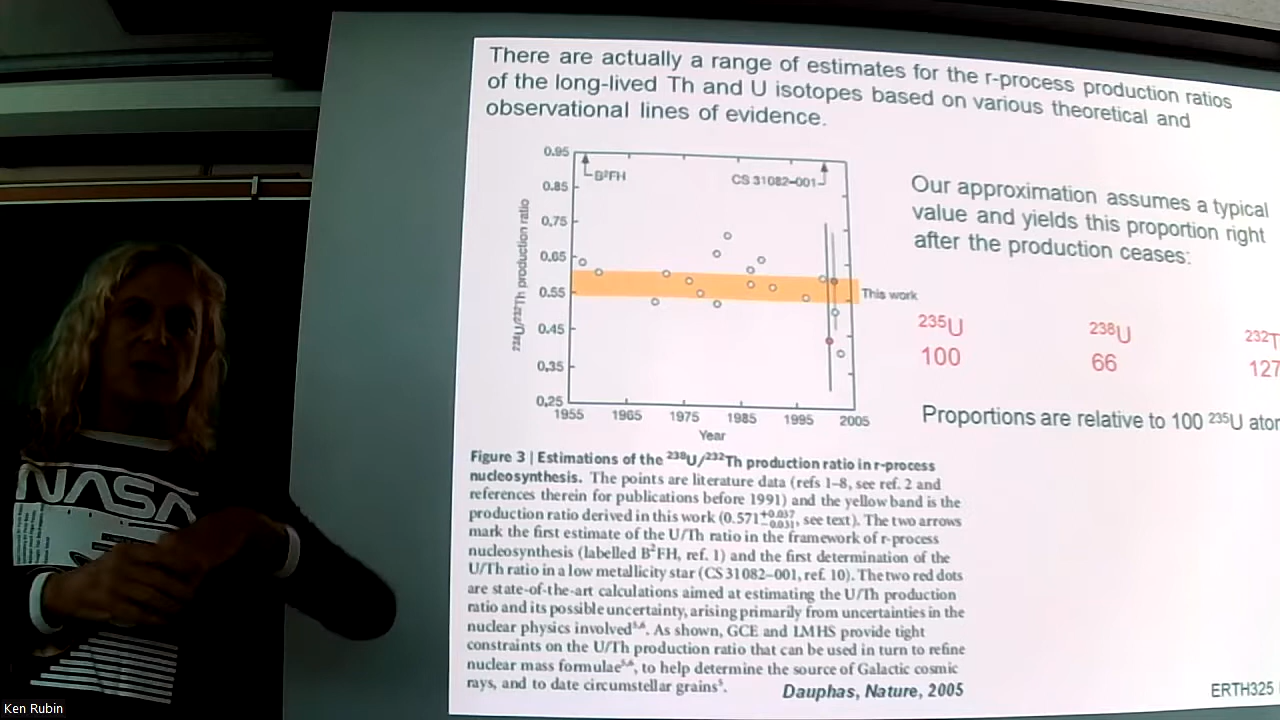 There are actually a range of estimates for the r-process production ratios
of the long-lived Th and U isotopes based on various theoretical and
observational lines of evidence.
0.95
0.85
0.75
0.65
0.55
0.45
0.35
0.25
²³⁸U/²³²Th production ratio
B²FH
CS 31082–001
This work
1955 1965 1975 1985 1995 2005
Year
Our approximation assumes a typical
value and yields this proportion right
after the production ceases:
²³⁵U ²³⁸U ²³²T
100 66 127
Proportions are relative to 100 ²³⁵U ator
Figure 3 | Estimations of the ²³⁸U/²³²Th production ratio in r-process
nucleosynthesis. The points are literature data (refs 1–8, see ref. 2 and
references therein for publications before 1991) and the yellow band is the
production ratio derived in this work (0.571+0.037−0.031, see text). The two arrows
mark the first estimate of the U/Th ratio in the framework of r-process
nucleosynthesis (labelled B²FH, ref. 1) and the first determination of the
U/Th ratio in a low metallicity star (CS 31082–001, ref. 10). The two red dots
are state-of-the-art calculations aimed at estimating the U/Th production
ratio and its possible uncertainty, arising primarily from uncertainties in the
nuclear physics involved⁵,⁶. As shown, GCE and LMHS provide tight
constraints on the U/Th production ratio that can be used in turn to refine
nuclear mass formulae⁵,⁶, to help determine the source of Galactic cosmic
rays, and to date circumstellar grains⁵.
Dauphas, Nature, 2005
ERTH325
NASA
Ken Rubin